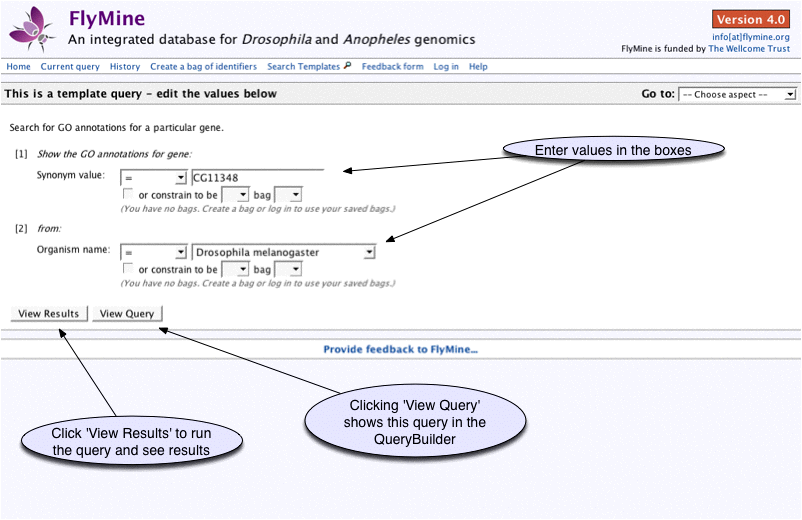 FlyMine
Version 4.0
An integrated database for Drosophila and Anopheles genomics
info[at]flymine.org
FlyMine is funded by The Wellcome Trust
Home Current query History Create a bag of identifiers Search Templates Feedback form Log in Help
This is a template query – edit the values below
Go to: -- Choose aspect --
Search for GO annotations for a particular gene.
[1] Show the GO annotations for gene:
Enter values in the boxes
Synonym value: = CG11348
or constrain to be bag
(You have no bags. Create a bag or log in to use your saved bags.)
[2] from:
Organism name: = Drosophila melanogaster
or constrain to be bag
(You have no bags. Create a bag or log in to use your saved bags.)
View Results View Query
Provide feedback to FlyMine...
Click 'View Results' to run
the query and see results
Clicking 'View Query'
shows this query in the
QueryBuilder